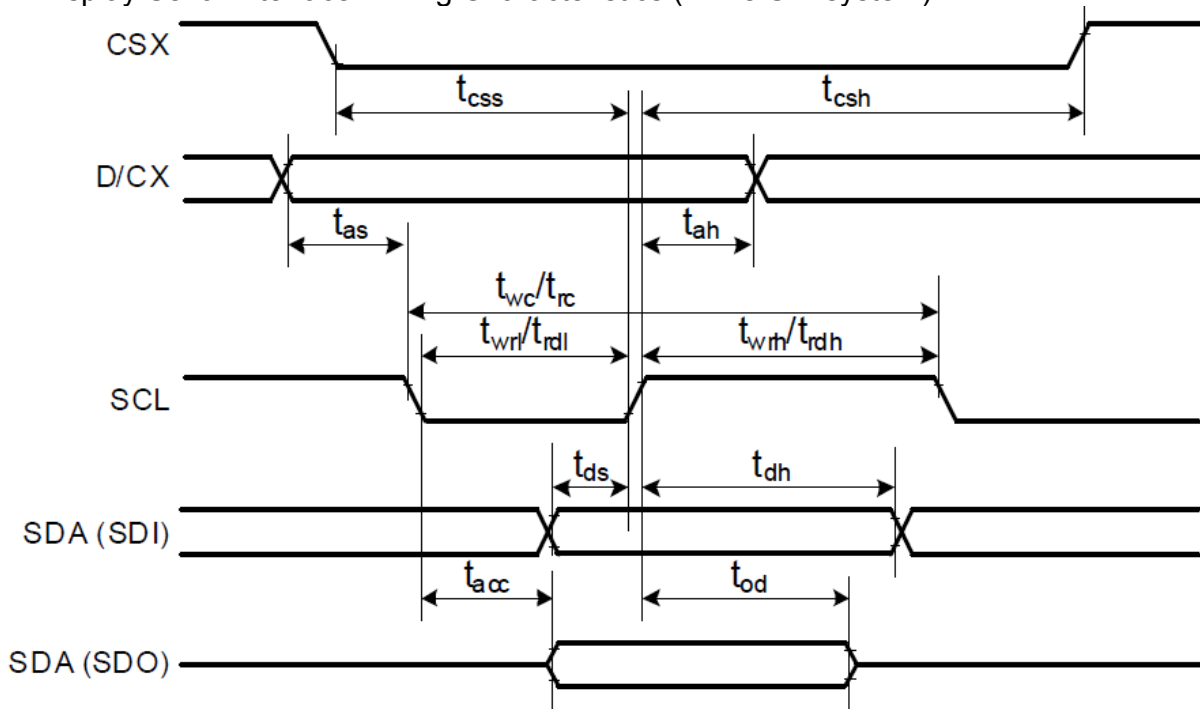 CSX
tcss
tcsh
D/CX
tas
tah
twc/trc
twrl/trdl
twrh/trdh
SCL
tds
tdh
SDA (SDI)
tacc
tod
SDA (SDO)